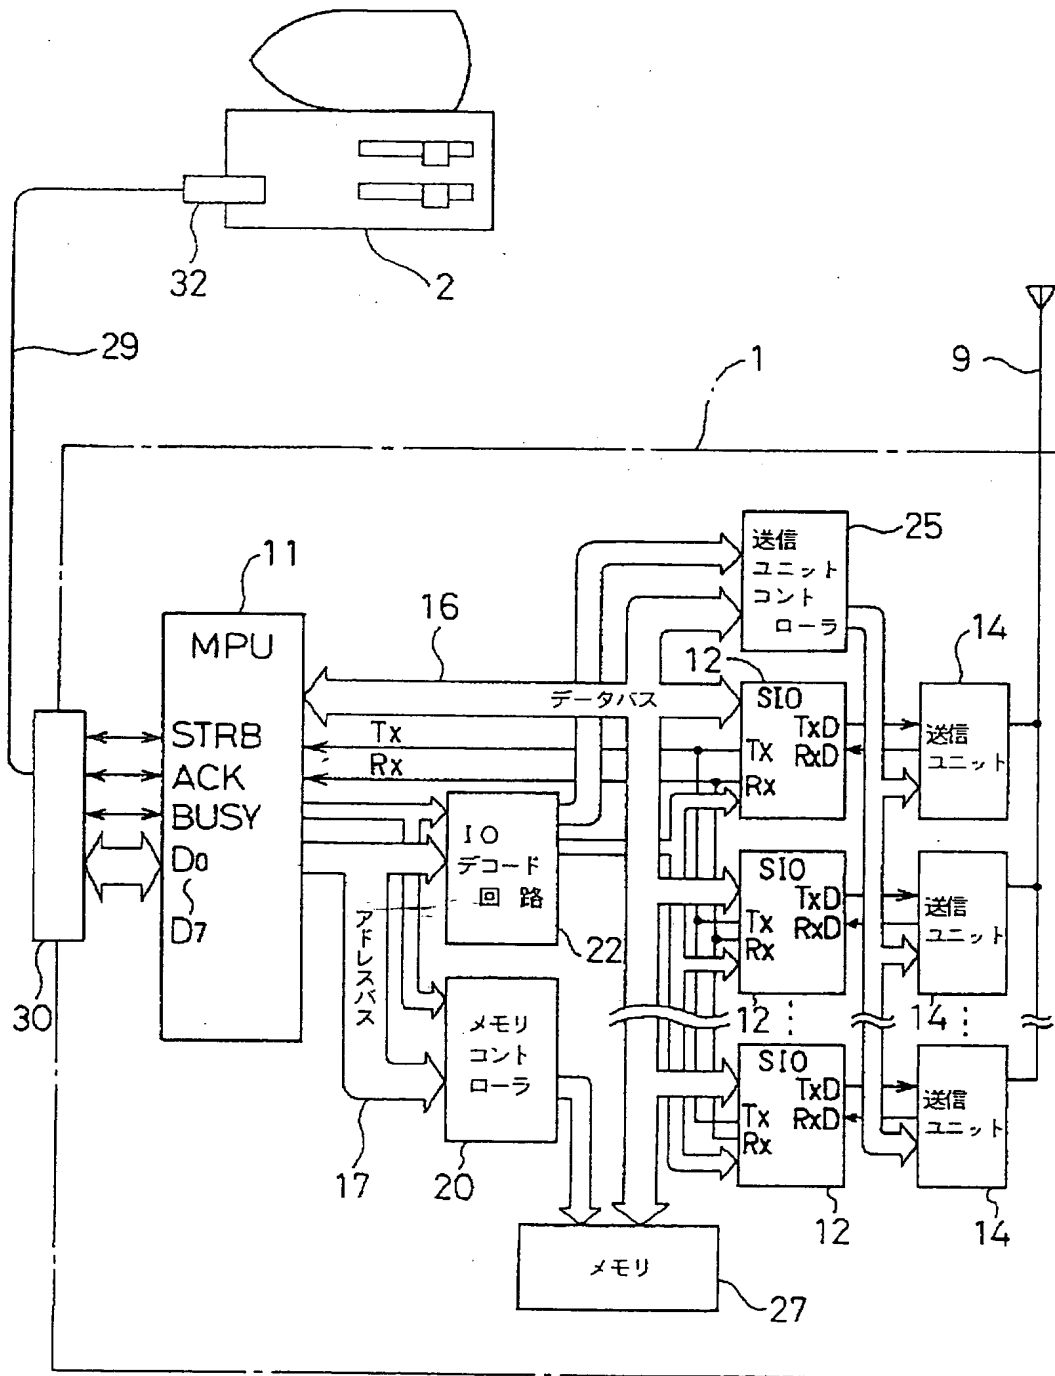 32
2
29
1
9
11
MPU
STRB
ACK
BUSY
D0
D7
30
16
データバス
Tx
Rx
IO
デコード
回路
22
アドレスバス
17
メモリ
コント
ローラ
20
メモリ
27
送信
ユニット
コント
ローラ
25
12
SIO
TxD
RxD
Tx
Rx
14
送信
ユニット
SIO
TxD
RxD
Tx
Rx
12
送信
ユニット
14
SIO
TxD
RxD
Tx
Rx
12
送信
ユニット
14